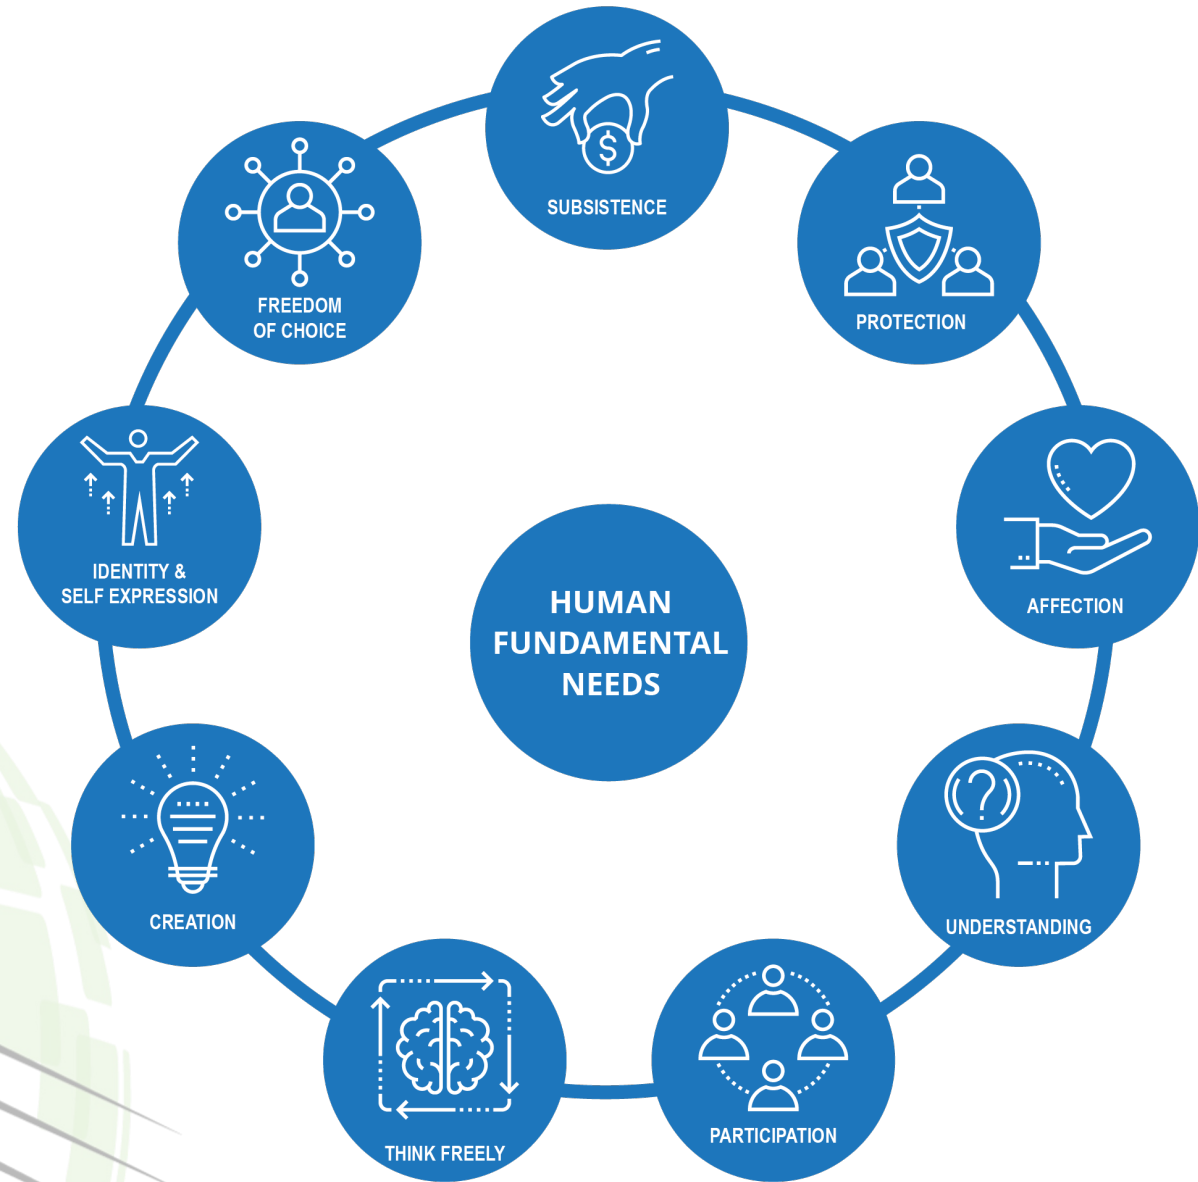 SUBSISTENCE
PROTECTION
AFFECTION
UNDERSTANDING
PARTICIPATION
THINK FREELY
CREATION
IDENTITY &
SELF EXPRESSION
FREEDOM
OF CHOICE
HUMAN
FUNDAMENTAL
NEEDS
$
?